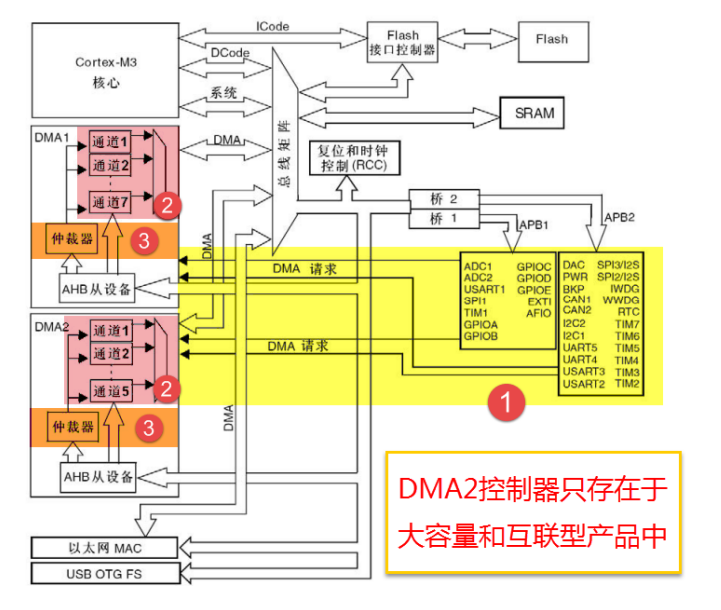 ICode
Flash
接口控制器
Flash
Cortex-M3
核心
DCode
系统
SRAM
DMA1
通道1
通道2
通道7
2
DMA
总线矩阵
复位和时钟
控制(RCC)
桥 2
桥 1
APB1
APB2
仲裁器
3
DMA
AHB从设备
DMA 请求
ADC1 GPIOC
ADC2 GPIOD
USART1 GPIOE
SPI1 EXTI
TIM1 AFIO
GPIOA
GPIOB
DAC SPI3/I2S
PWR SPI2/I2S
BKP IWDG
CAN1 WWDG
CAN2 RTC
I2C2 TIM7
I2C1 TIM6
UART5 TIM5
UART4 TIM4
USART3 TIM3
USART2 TIM2
DMA2
通道1
通道2
通道5
2
DMA 请求
1
仲裁器
3
DMA
AHB从设备
DMA2控制器只存在于
大容量和互联型产品中
以太网 MAC
USB OTG FS